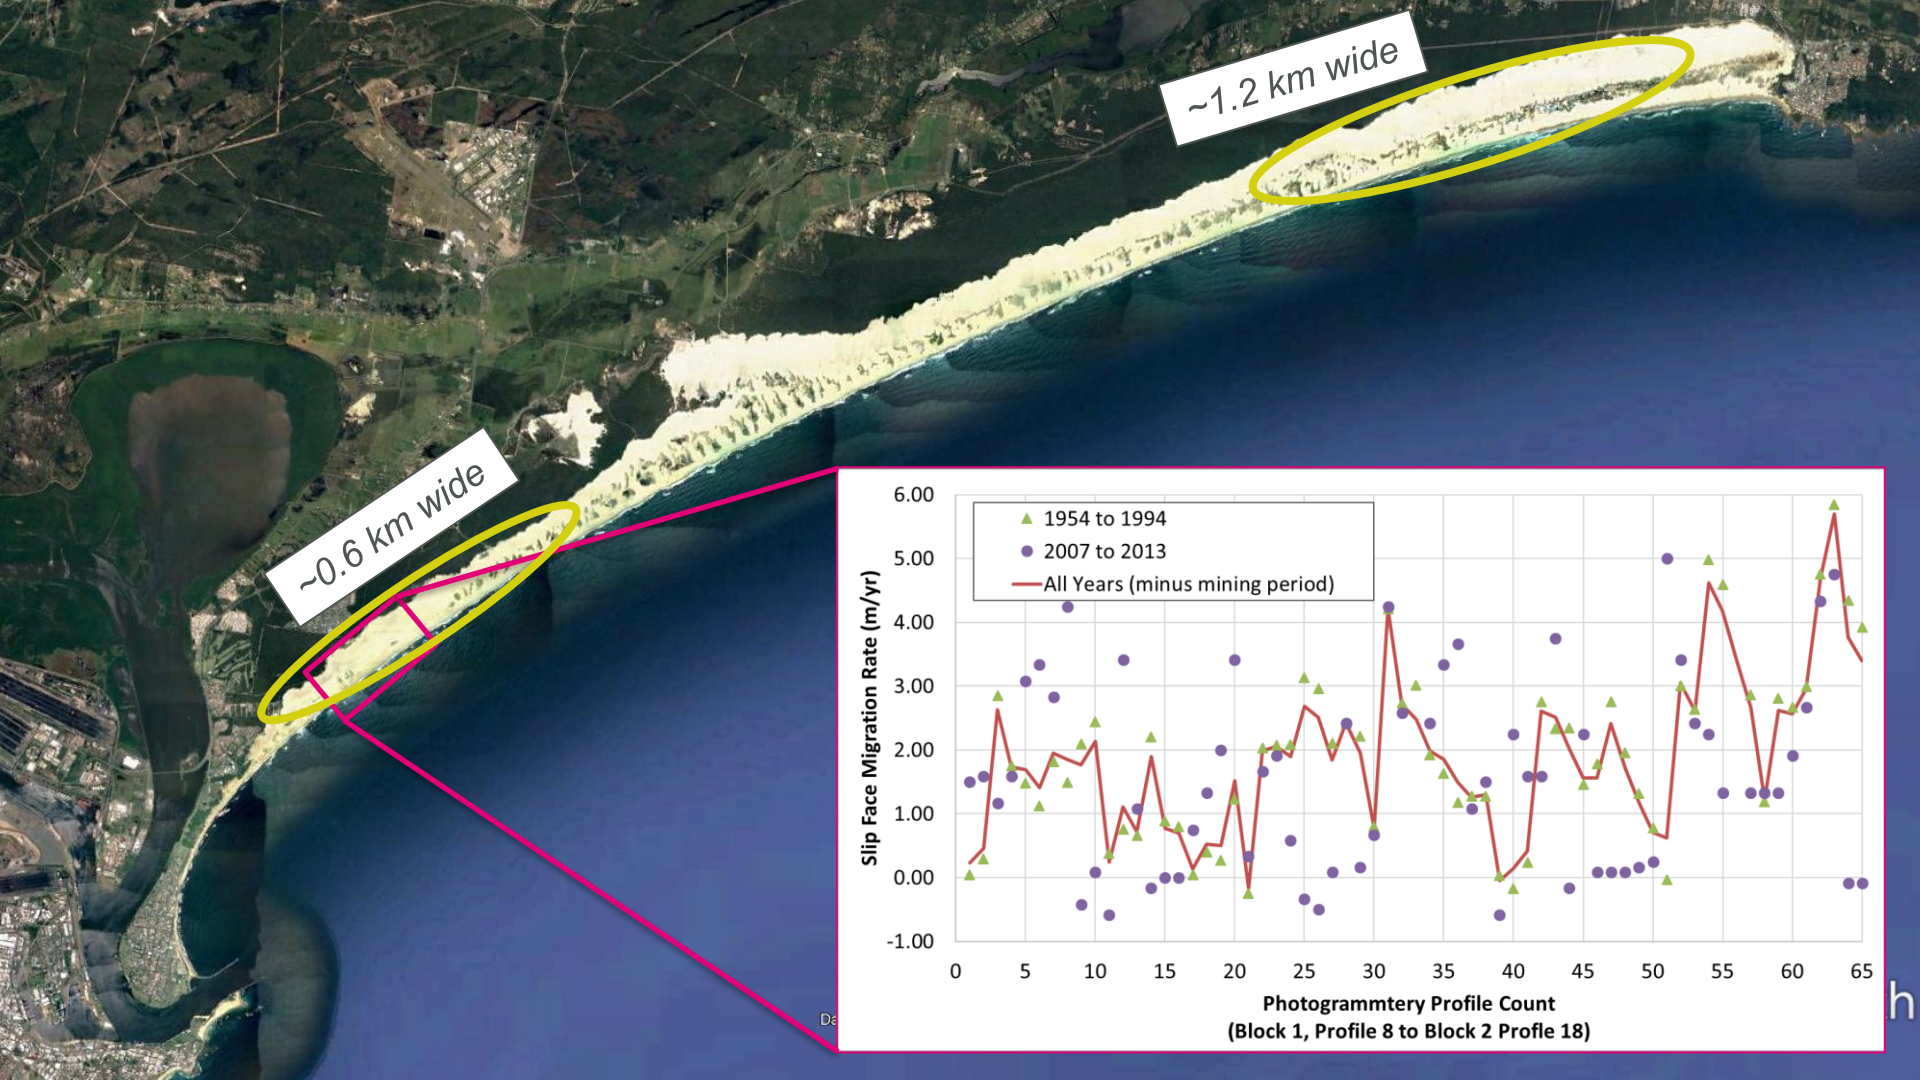 ~1.2 km wide
~0.6 km wide
6.00
5.00
4.00
3.00
2.00
1.00
0.00
-1.00
Slip Face Migration Rate (m/yr)
1954 to 1994
2007 to 2013
All Years (minus mining period)
0 5 10 15 20 25 30 35 40 45 50 55 60 65
Photogrammtery Profile Count
(Block 1, Profile 8 to Block 2 Profle 18)